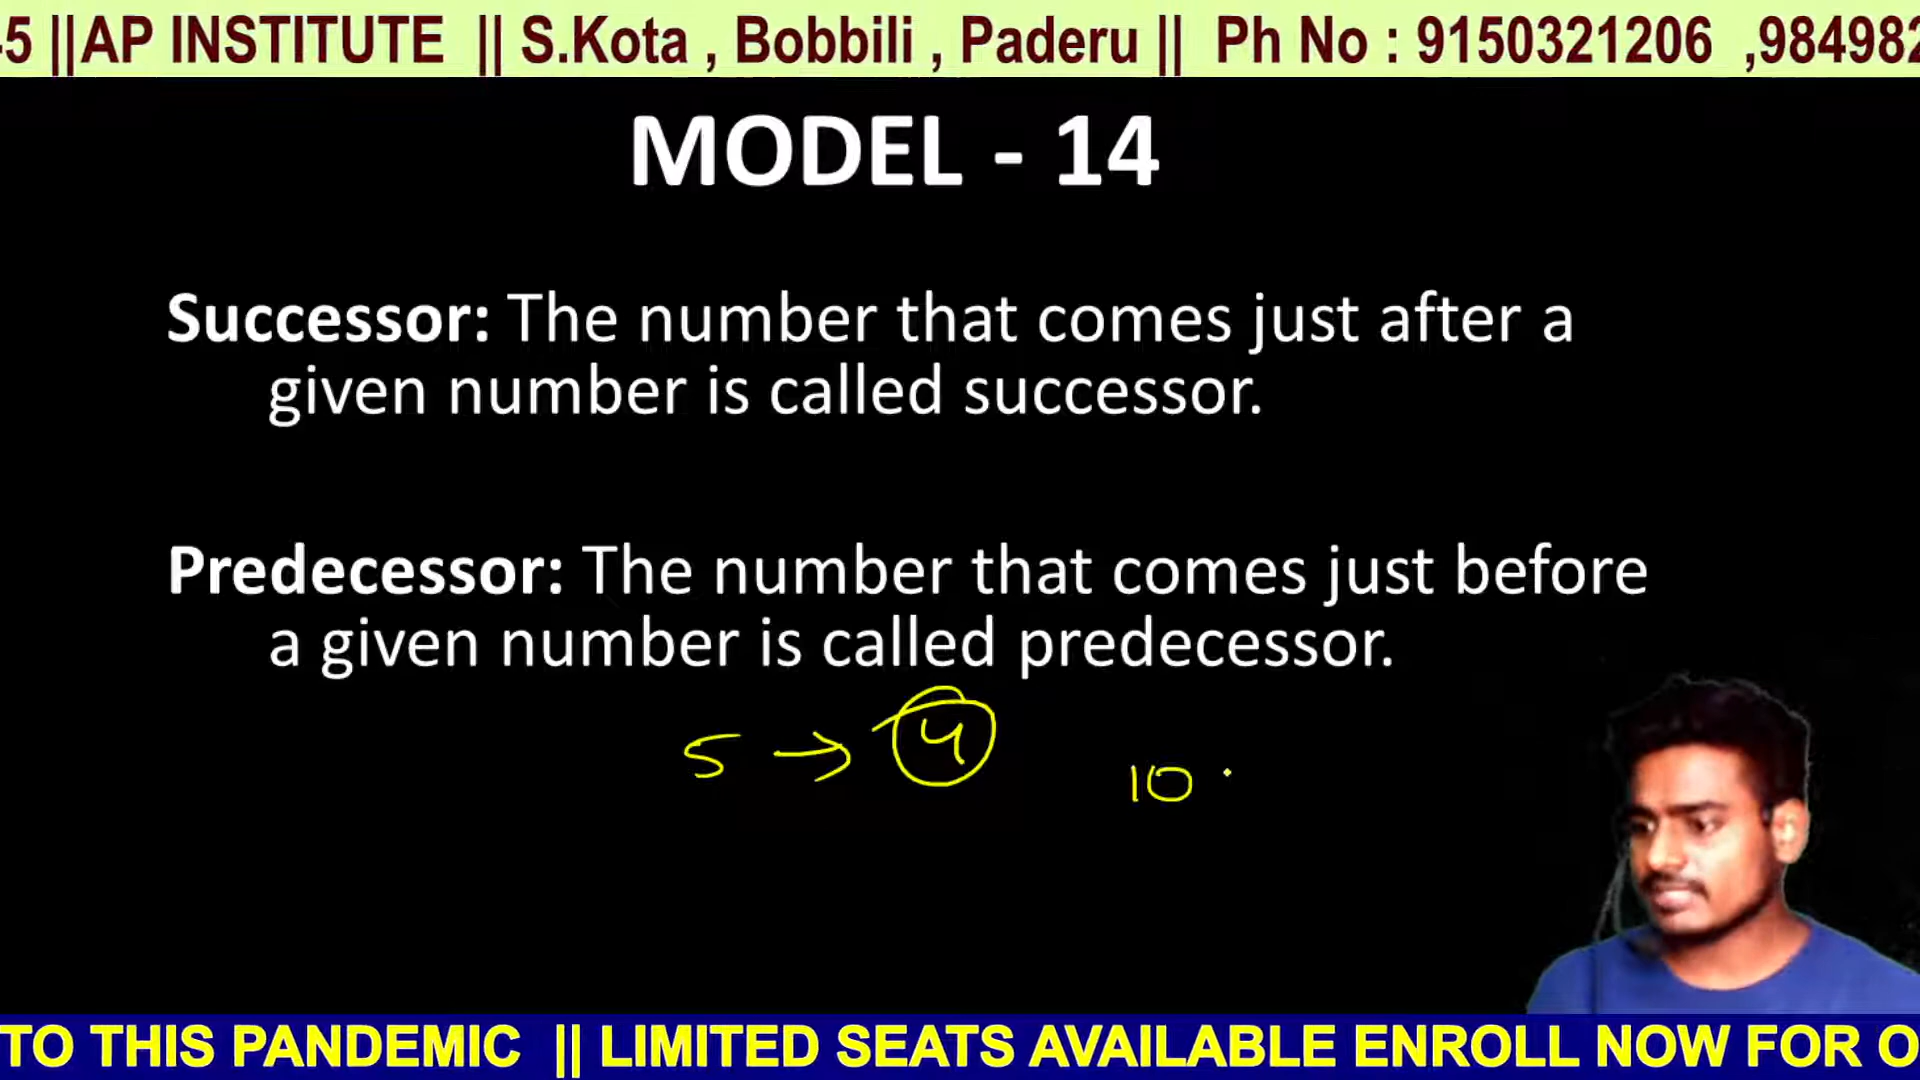 5 ||AP INSTITUTE || S.Kota , Bobbili , Paderu || Ph No : 9150321206 ,98498
MODEL - 14
Successor: The number that comes just after a
given number is called successor.
Predecessor: The number that comes just before
a given number is called predecessor.
5 → 4
10
TO THIS PANDEMIC || LIMITED SEATS AVAILABLE ENROLL NOW FOR O